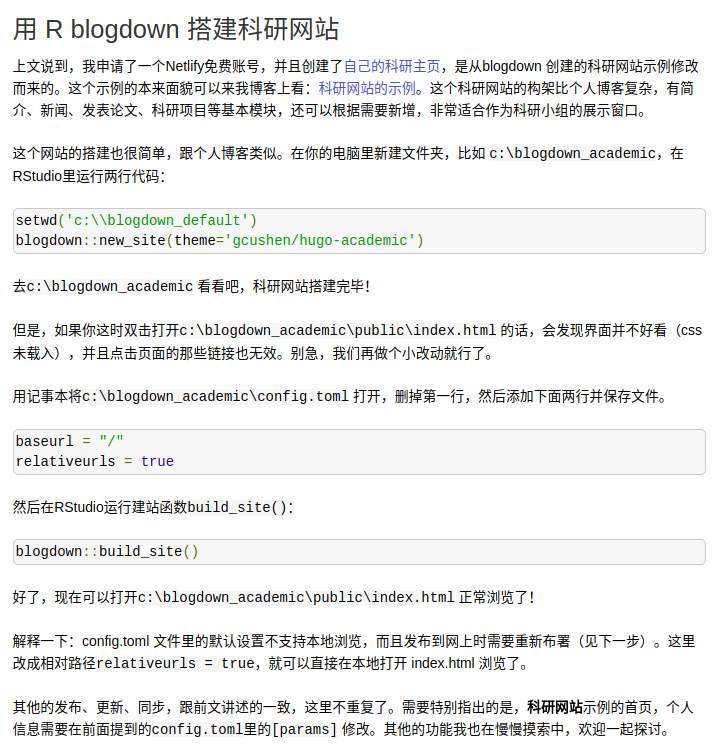 用 R blogdown 搭建科研网站
上文说到，我申请了一个Netlify免费账号，并且创建了自己的科研主页，是从blogdown 创建的科研网站示例修改
而来的。这个示例的本来面貌可以来我博客上看：科研网站的示例。这个科研网站的构架比个人博客复杂，有简
介、新闻、发表论文、科研项目等基本模块，还可以根据需要新增，非常适合作为科研小组的展示窗口。
这个网站的搭建也很简单，跟个人博客类似。在你的电脑里新建文件夹，比如 c:\blogdown_academic，在
RStudio里运行两行代码：
setwd('c:\\blogdown_default')
blogdown::new_site(theme='gcushen/hugo-academic')
去c:\blogdown_academic 看看吧，科研网站搭建完毕！
但是，如果你这时双击打开c:\blogdown_academic\public\index.html 的话，会发现界面并不好看（css
未载入），并且点击页面的那些链接也无效。别急，我们再做个小改动就行了。
用记事本将c:\blogdown_academic\config.toml 打开，删掉第一行，然后添加下面两行并保存文件。
baseurl = "/"
relativeurls = true
然后在RStudio运行建站函数build_site()：
blogdown::build_site()
好了，现在可以打开c:\blogdown_academic\public\index.html 正常浏览了！
解释一下：config.toml 文件里的默认设置不支持本地浏览，而且发布到网上时需要重新布署（见下一步）。这里
改成相对路径relativeurls = true，就可以直接在本地打开 index.html 浏览了。
其他的发布、更新、同步，跟前文讲述的一致，这里不重复了。需要特别指出的是，科研网站示例的首页，个人
信息需要在前面提到的config.toml里的[params] 修改。其他的功能我也在慢慢摸索中，欢迎一起探讨。